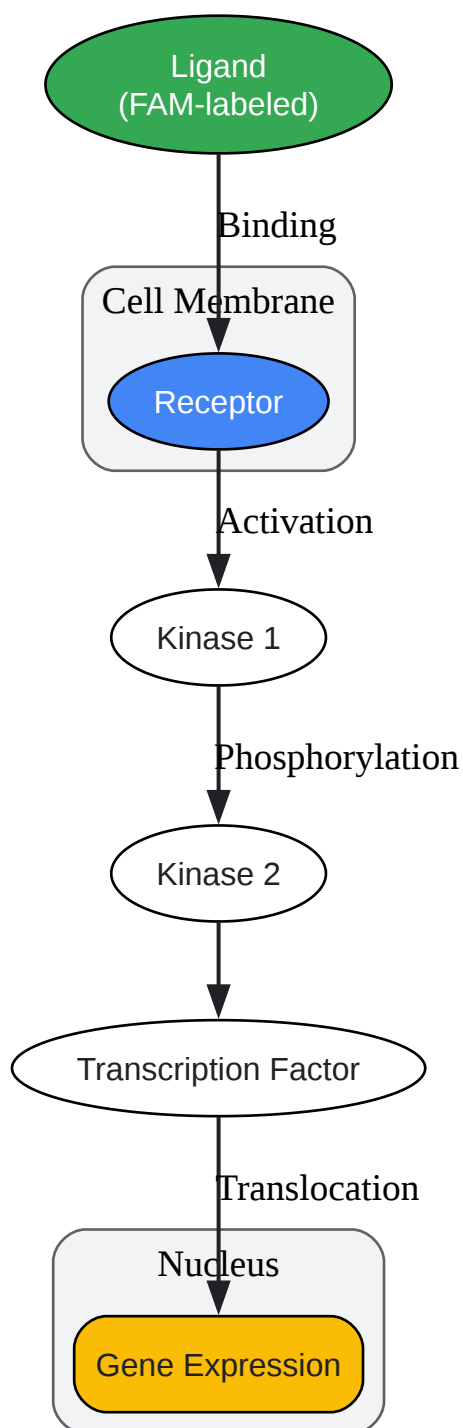 Ligand
(FAM-labeled)
Binding
Cell Membrane
Receptor
Activation
Kinase 1
Phosphorylation
Kinase 2
Transcription Factor
Translocation
Nucleus
Gene Expression